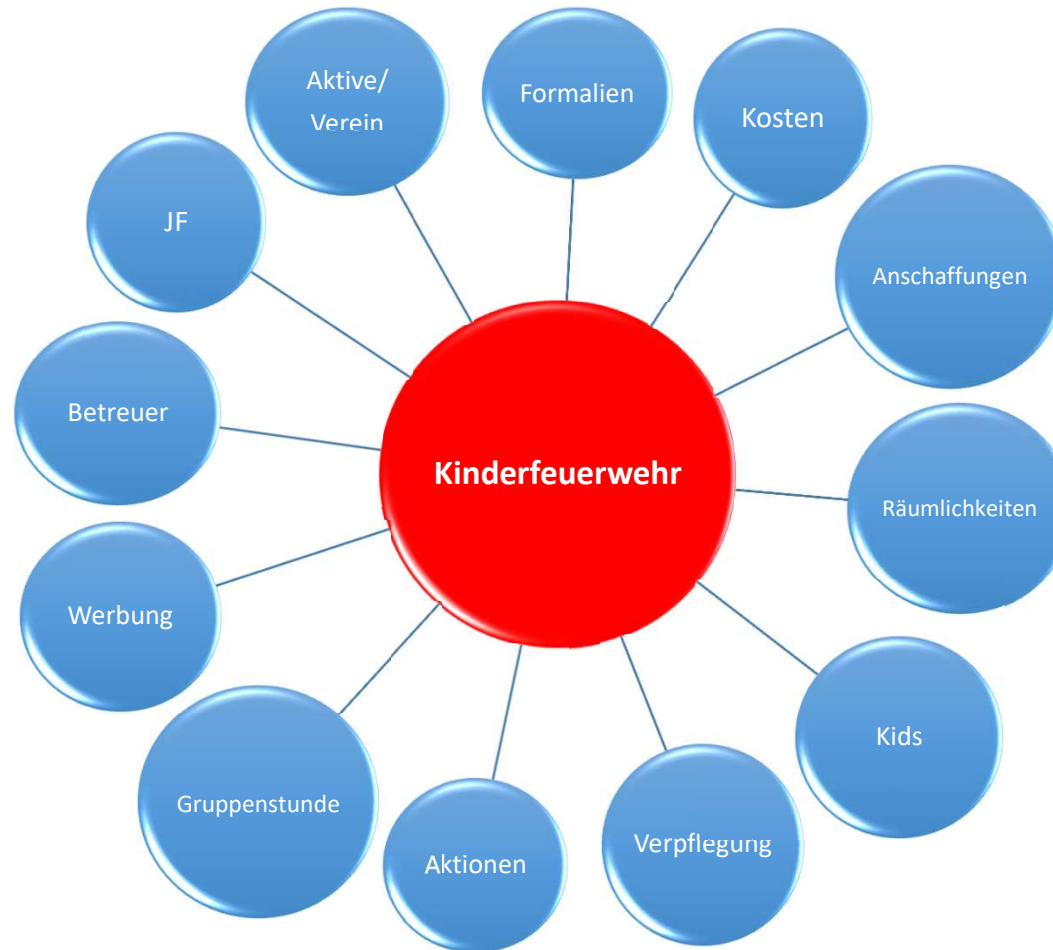 Aktive/
Verein
Formalien
Kosten
JF
Anschaffungen
Betreuer
Kinderfeuerwehr
Räumlichkeiten
Werbung
Kids
Gruppenstunde
Verpflegung
Aktionen